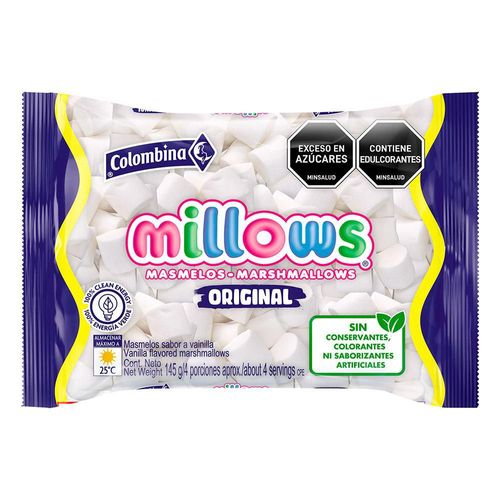 Colombina
®
EXCESO EN
AZÚCARES
MINSALUD
CONTIENE
EDULCORANTES
MINSALUD
millows®
MASMELOS - MARSHMALLOWS
ORIGINAL
100% CLEAN ENERGY
100% ENERGÍA VERDE
ALMACENAR
MÁXIMO A
25°C
Masmelos sabor a vainilla
Vanilla flavored marshmallows
Cont. Neto
Net Weight 145 g/4 porciones aprox./about 4 servings CPE
SIN
CONSERVANTES,
COLORANTES
NI SABORIZANTES
ARTIFICIALES